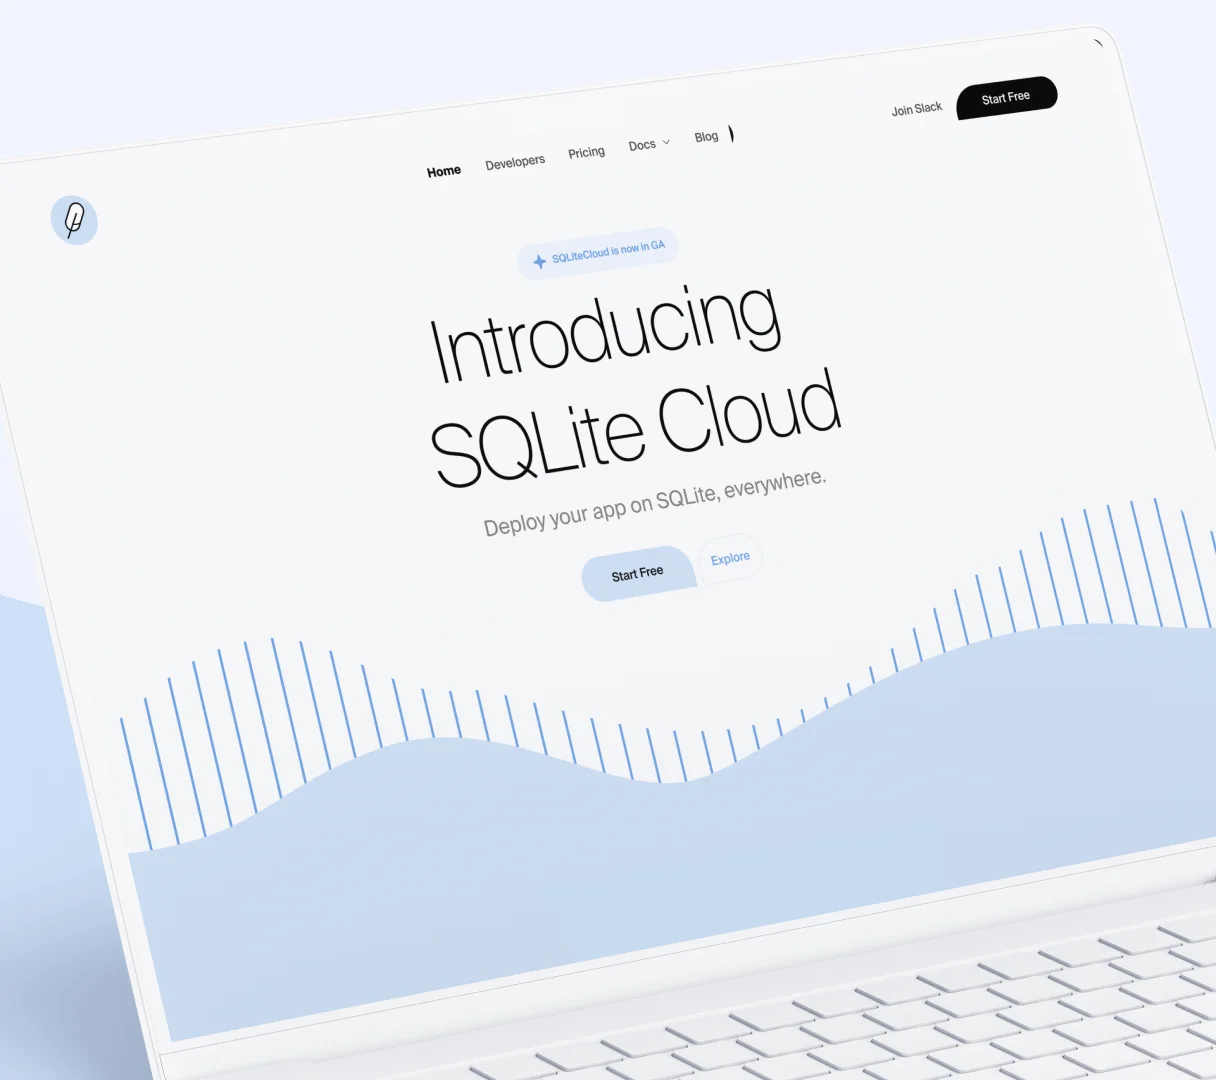 Home
Developers
Pricing
Docs
Blog
Join Slack
Start Free
SQLiteCloud is now in GA
Introducing
SQLite Cloud
Deploy your app on SQLite, everywhere.
Start Free
Explore